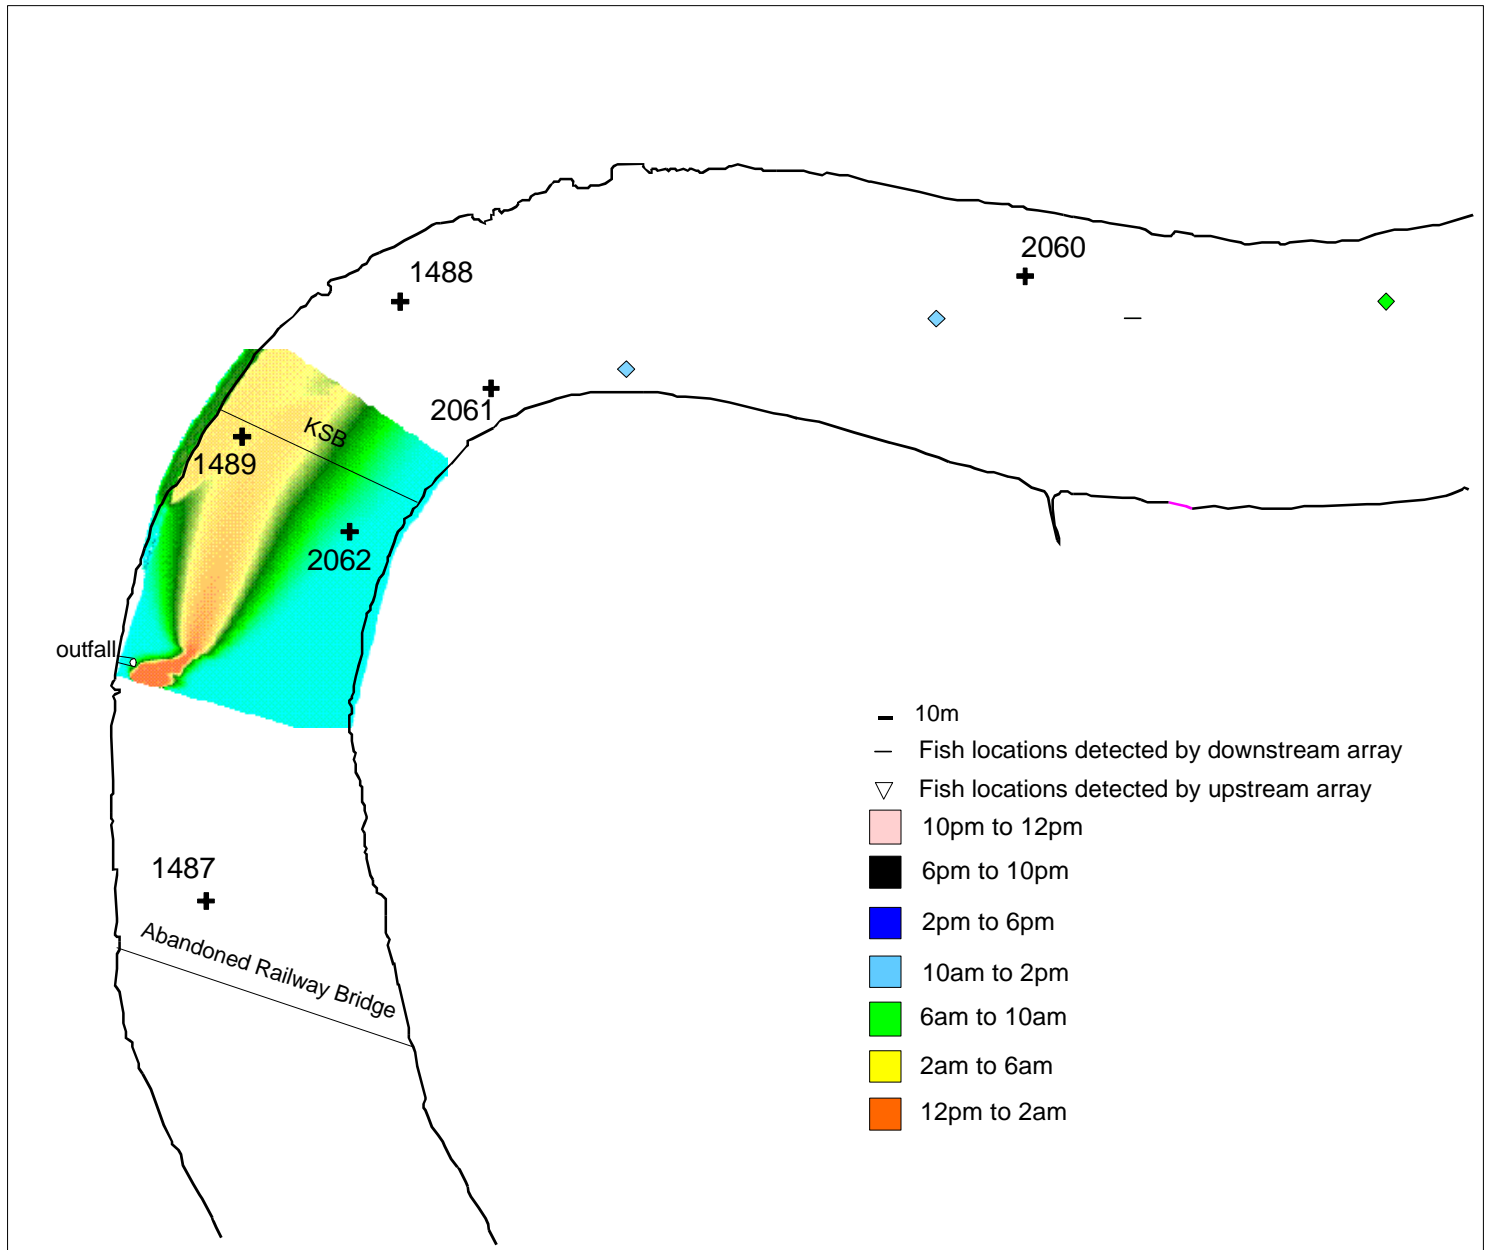 2060
1488
2061
KSB
1489
2062
outfall
10m
Fish locations detected by downstream array
Fish locations detected by upstream array
10pm to 12pm
6pm to 10pm
2pm to 6pm
10am to 2pm
6am to 10am
2am to 6am
12pm to 2am
1487
Abandoned Railway Bridge